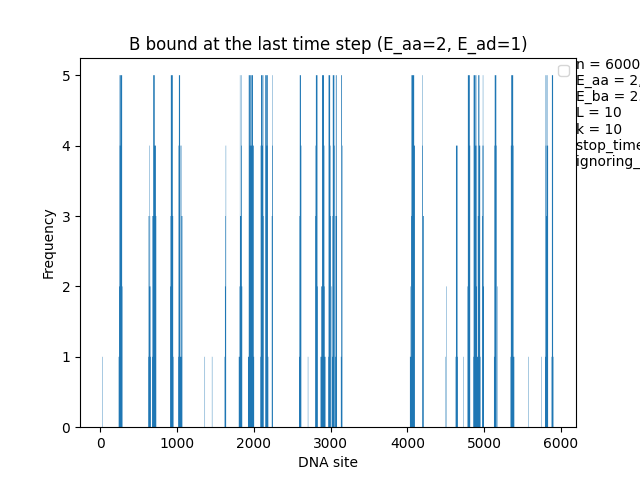 B bound at the last time step (E_aa=2, E_ad=1)
n = 6000
E_aa = 2,
E_ba = 2
L = 10
k = 10
stop_time
ignoring_
Frequency
5
4
3
2
1
0
0 1000 2000 3000 4000 5000 6000
DNA site